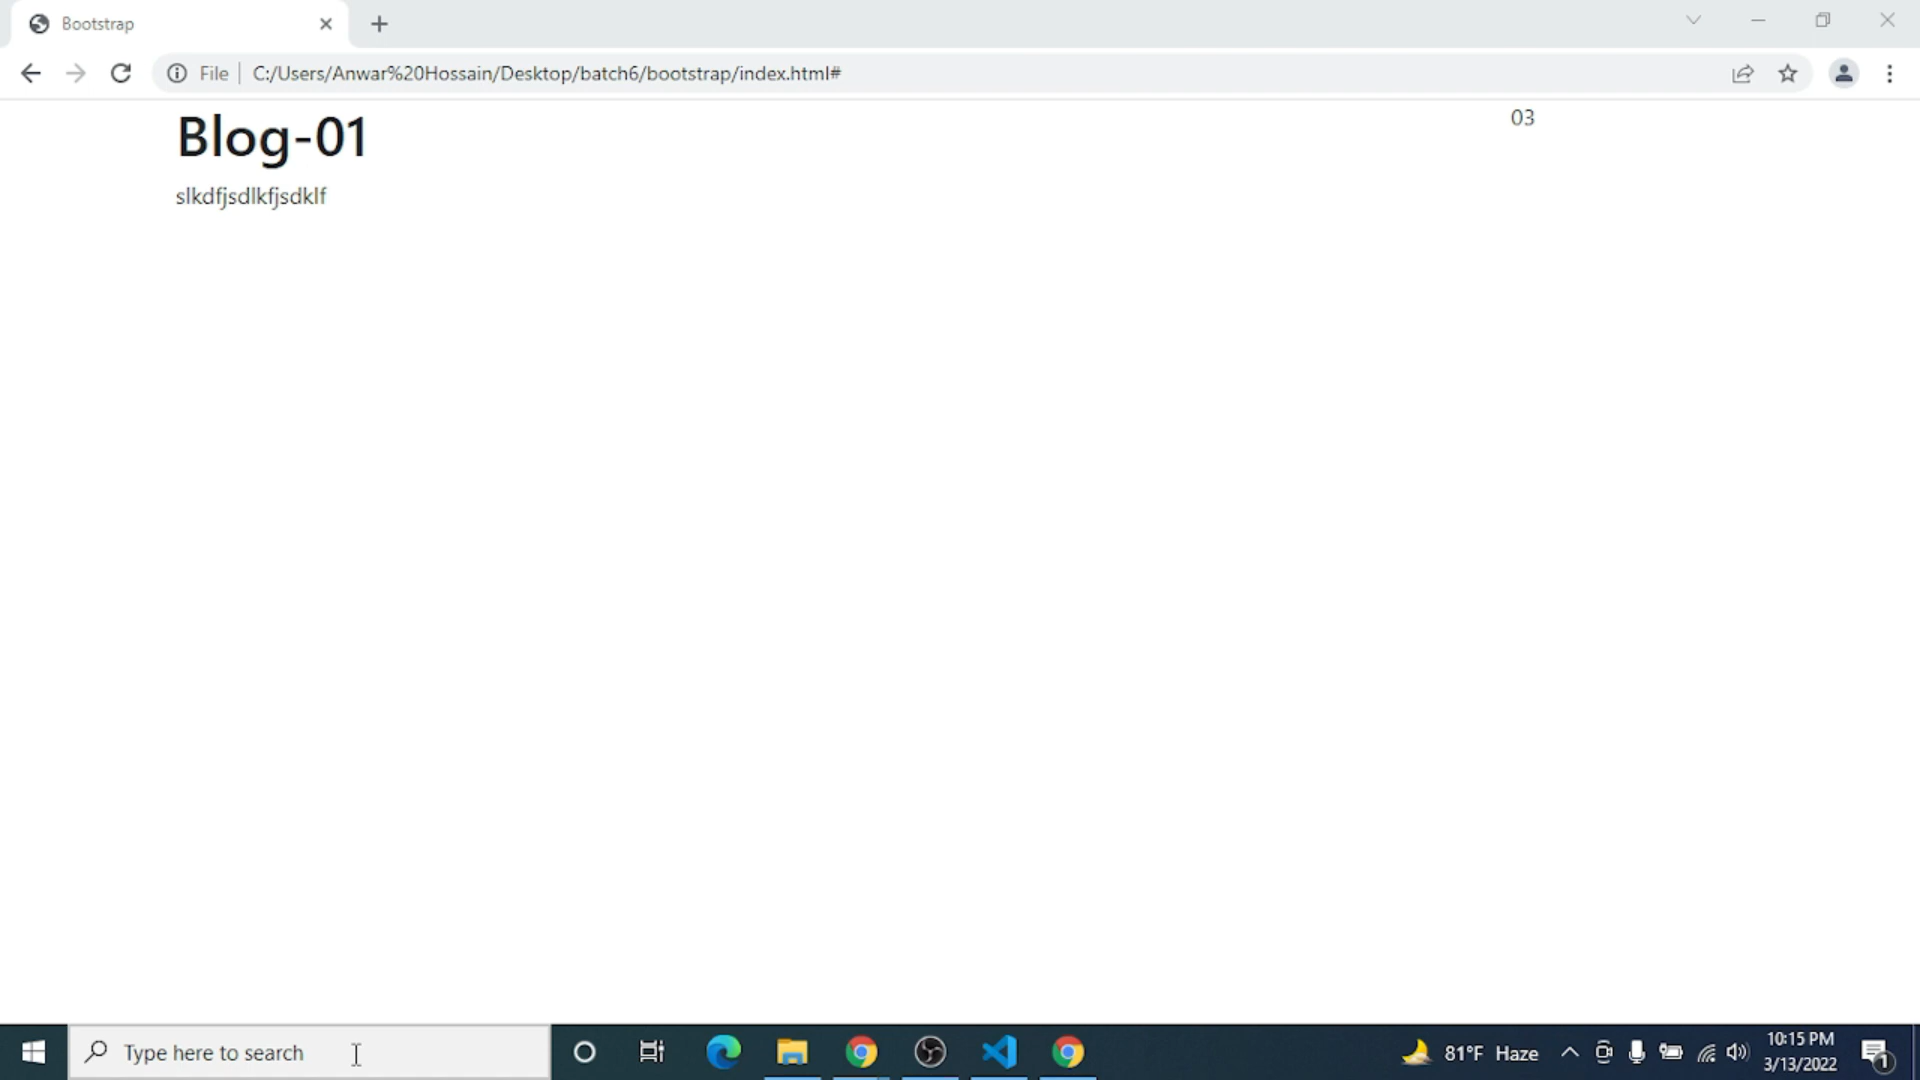 Bootstrap
File C:/Users/Anwar%20Hossain/Desktop/batch6/bootstrap/index.html#
Blog-01
03
slkdfjsdlkfjsdklf
Type here to search
81°F Haze
10:15 PM
3/13/2022
1